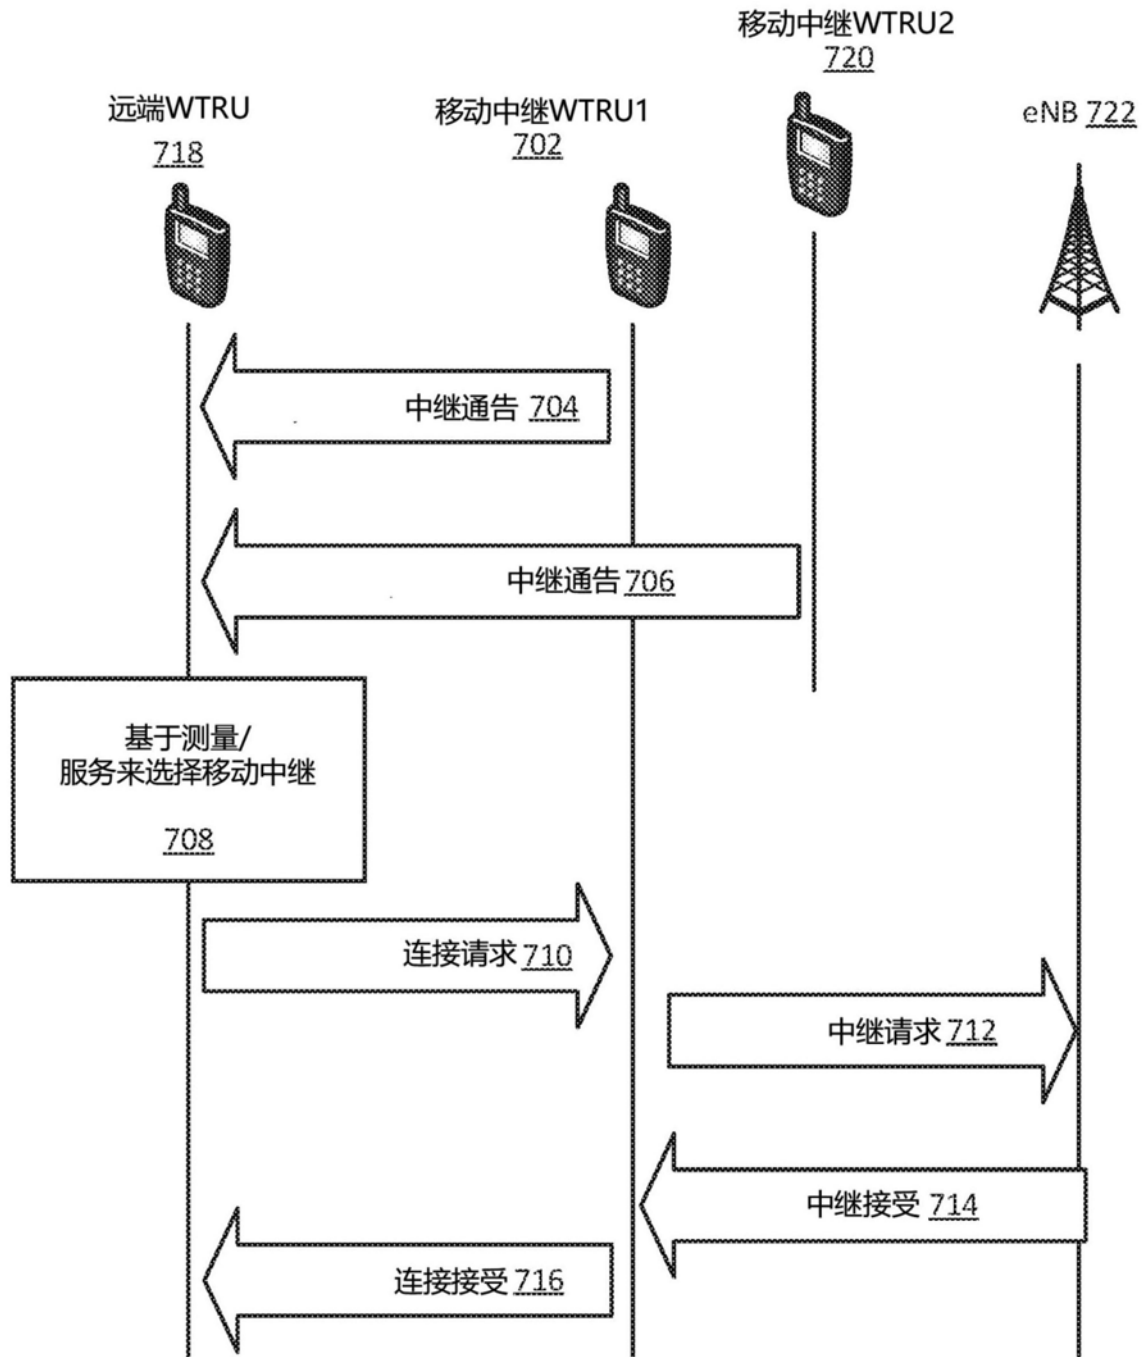 移动中继WTRU2
720
远端WTRU
718
移动中继WTRU1
702
eNB 722
中继通告 704
中继通告 706
基于测量/
服务来选择移动中继
708
连接请求 710
中继请求 712
中继接受 714
连接接受 716